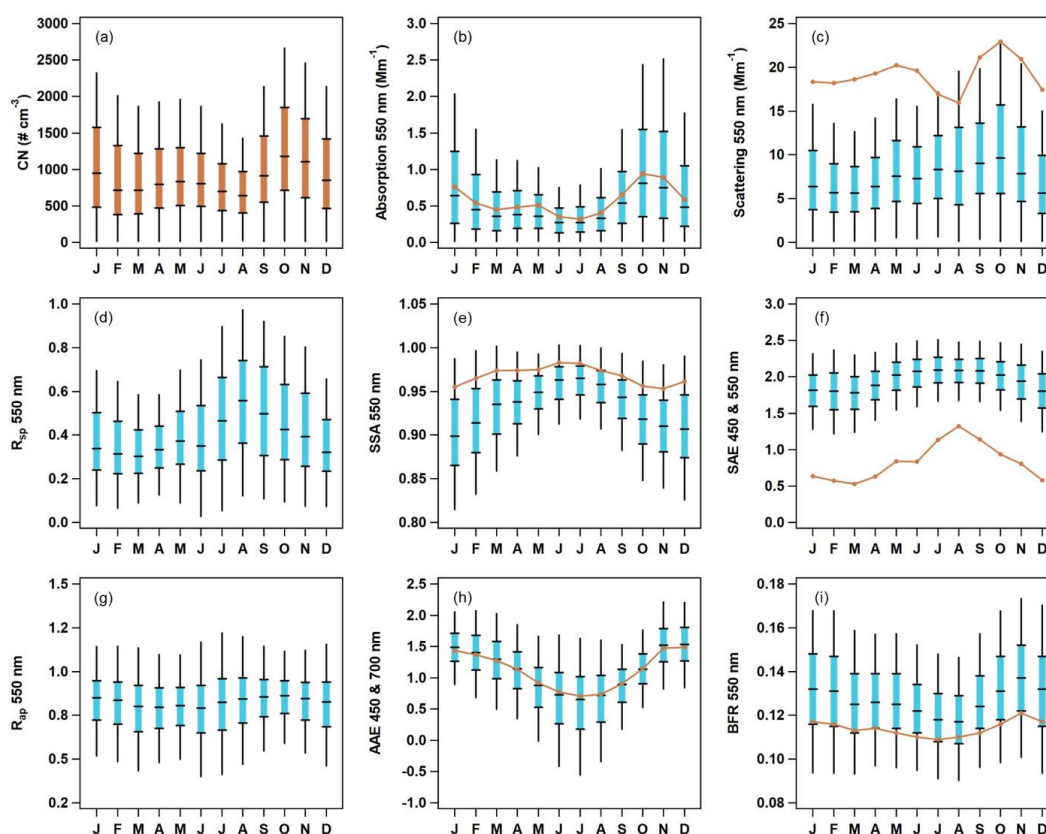 (a)
CN (# cm-3)
3000
2500
2000
1500
1000
500
0
J F M A M J J A S O N D
(b)
Absorption 550 nm (Mm-1)
3.0
2.5
2.0
1.5
1.0
0.5
0.0
J F M A M J J A S O N D
(c)
Scattering 550 nm (Mm-1)
25
20
15
10
5
0
J F M A M J J A S O N D
(d)
Rsp 550 nm
1.0
0.8
0.6
0.4
0.2
0.0
J F M A M J J A S O N D
(e)
SSA 550 nm
1.05
1.00
0.95
0.90
0.85
0.80
J F M A M J J A S O N D
(f)
SAE 450 & 550 nm
3.0
2.5
2.0
1.5
1.0
0.5
0.0
J F M A M J J A S O N D
(g)
Rap 550 nm
1.5
1.2
1.0
0.8
0.5
0.2
J F M A M J J A S O N D
(h)
AAE 450 & 700 nm
2.5
2.0
1.5
1.0
0.5
0.0
-0.5
-1.0
J F M A M J J A S O N D
(i)
BFR 550 nm
0.18
0.16
0.14
0.12
0.10
0.08
J F M A M J J A S O N D